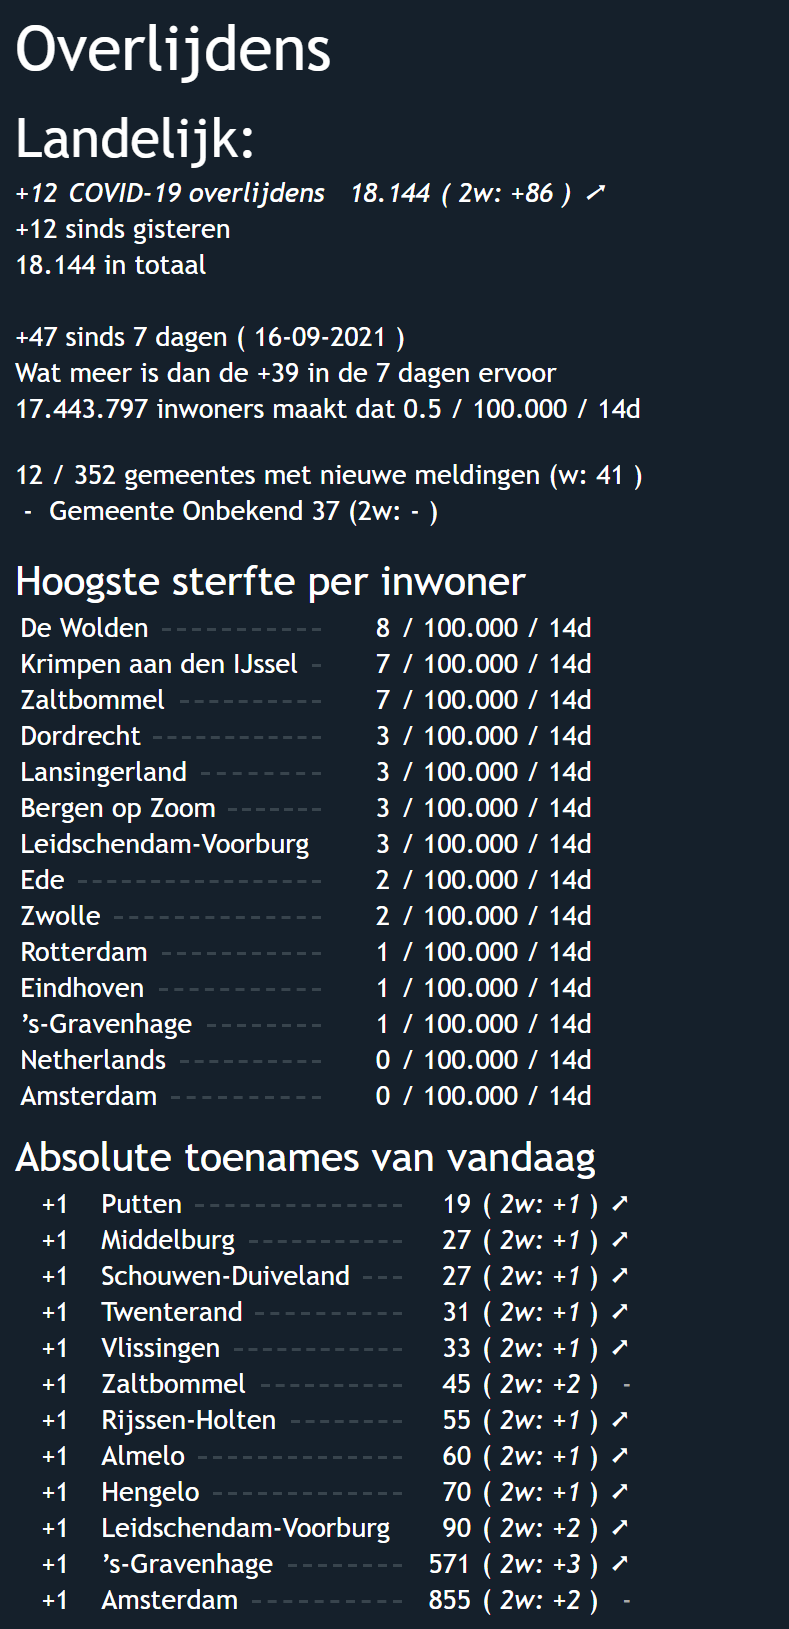 Overlijdens
Landelijk:
+12 COVID-19 overlijdens 18.144 ( 2w: +86 ) ➚
+12 sinds gisteren
18.144 in totaal
+47 sinds 7 dagen ( 16-09-2021 )
Wat meer is dan de +39 in de 7 dagen ervoor
17.443.797 inwoners maakt dat 0.5 / 100.000 / 14d
12 / 352 gemeentes met nieuwe meldingen (w: 41 )
- Gemeente Onbekend 37 (2w: - )
Hoogste sterfte per inwoner
De Wolden ------------ 8 / 100.000 / 14d
Krimpen aan den IJssel - 7 / 100.000 / 14d
Zaltbommel ---------- 7 / 100.000 / 14d
Dordrecht ------------ 3 / 100.000 / 14d
Lansingerland -------- 3 / 100.000 / 14d
Bergen op Zoom ------- 3 / 100.000 / 14d
Leidschendam-Voorburg 3 / 100.000 / 14d
Ede ----------------- 2 / 100.000 / 14d
Zwolle --------------- 2 / 100.000 / 14d
Rotterdam ----------- 1 / 100.000 / 14d
Eindhoven ----------- 1 / 100.000 / 14d
’s-Gravenhage -------- 1 / 100.000 / 14d
Netherlands ---------- 0 / 100.000 / 14d
Amsterdam ---------- 0 / 100.000 / 14d
Absolute toenames van vandaag
+1 Putten -------------- 19 ( 2w: +1 ) ➚
+1 Middelburg ----------- 27 ( 2w: +1 ) ➚
+1 Schouwen-Duiveland --- 27 ( 2w: +1 ) ➚
+1 Twenterand ---------- 31 ( 2w: +1 ) ➚
+1 Vlissingen ------------ 33 ( 2w: +1 ) ➚
+1 Zaltbommel ---------- 45 ( 2w: +2 ) -
+1 Rijssen-Holten -------- 55 ( 2w: +1 ) ➚
+1 Almelo -------------- 60 ( 2w: +1 ) ➚
+1 Hengelo ------------- 70 ( 2w: +1 ) ➚
+1 Leidschendam-Voorburg 90 ( 2w: +2 ) ➚
+1 ’s-Gravenhage -------- 571 ( 2w: +3 ) ➚
+1 Amsterdam ---------- 855 ( 2w: +2 ) -